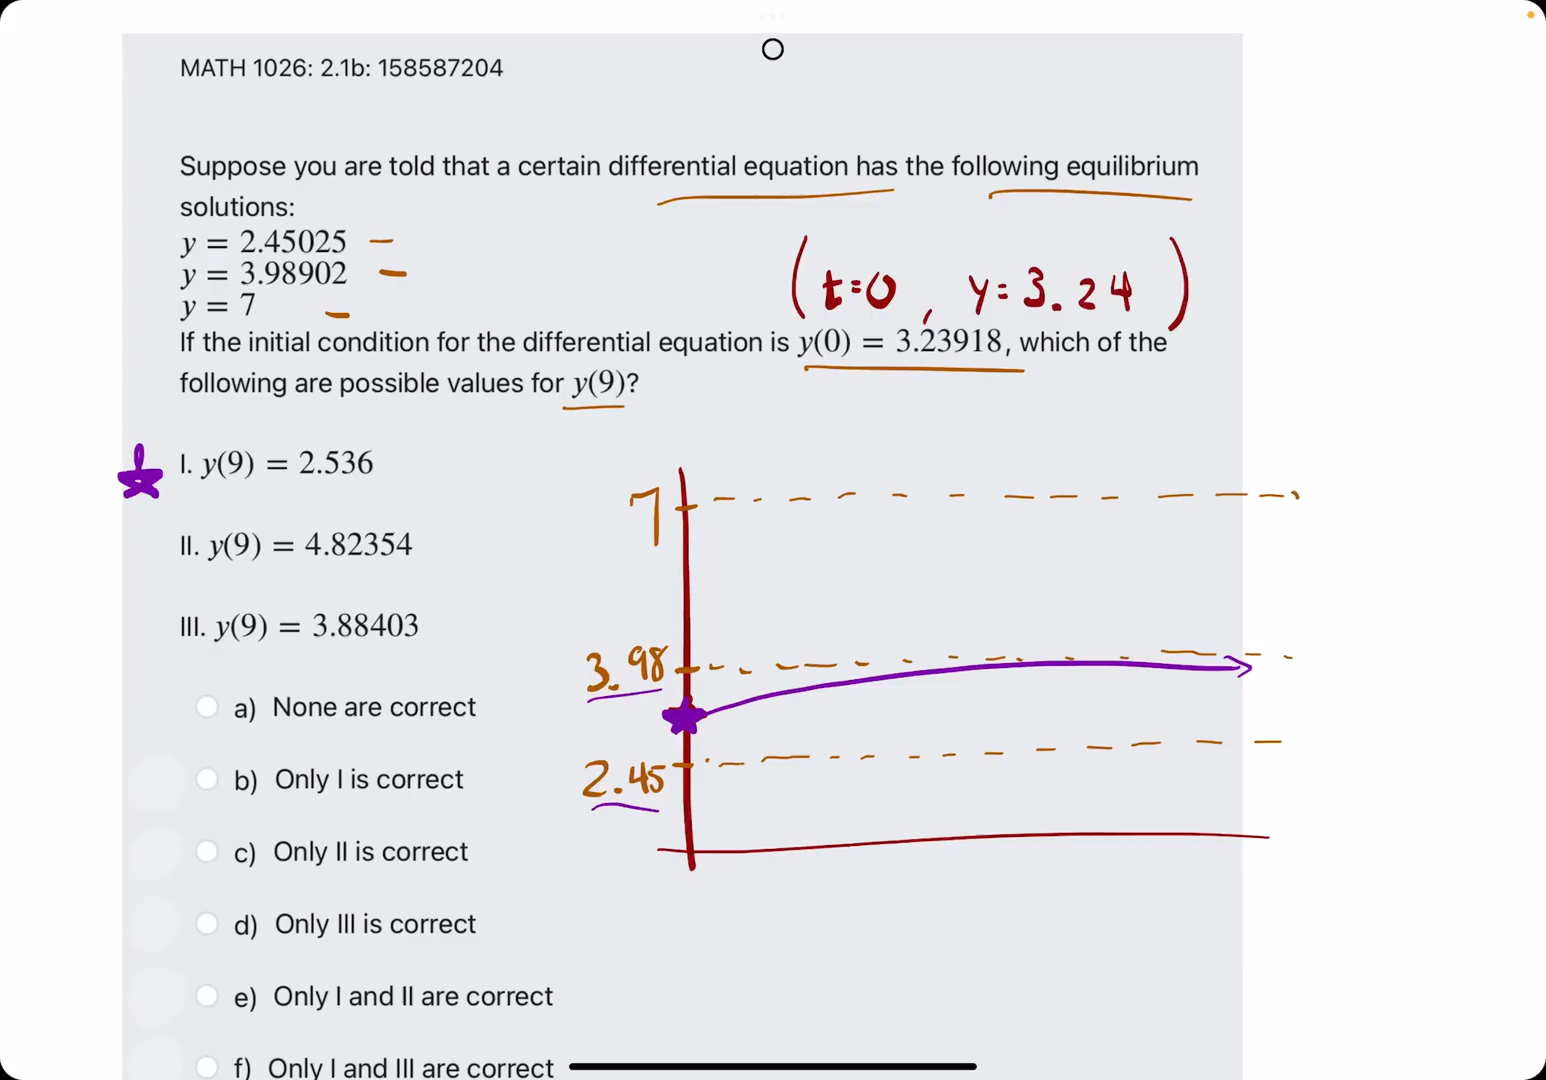 MATH 1026: 2.1b: 158587204
Suppose you are told that a certain differential equation has the following equilibrium
solutions:
y = 2.45025
y = 3.98902
y = 7
(t=0, y=3.24)
If the initial condition for the differential equation is y(0) = 3.23918, which of the
following are possible values for y(9)?
I. y(9) = 2.536
II. y(9) = 4.82354
III. y(9) = 3.88403
7
3.98
2.45
a) None are correct
b) Only I is correct
c) Only II is correct
d) Only III is correct
e) Only I and II are correct
f) Only I and III are correct